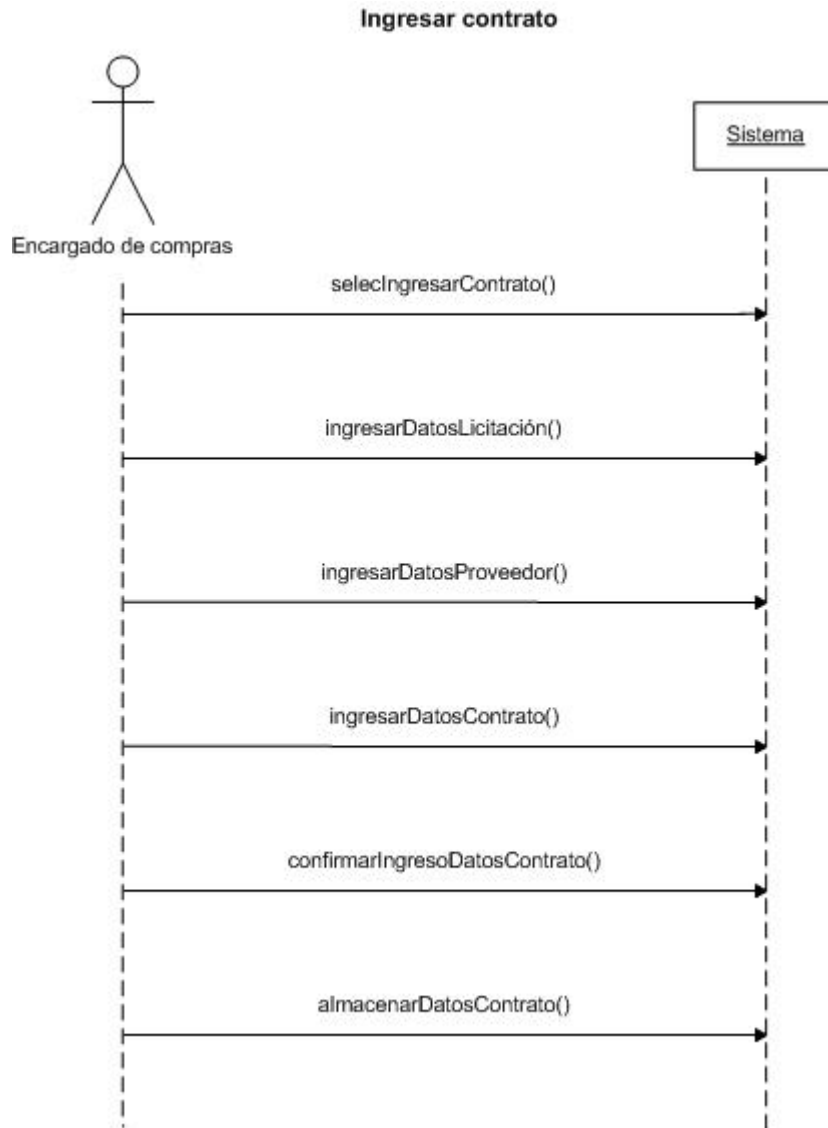 Ingresar contrato
Sistema
Encargado de compras
selecIngresarContrato()
ingresarDatosLicitación()
ingresarDatosProveedor()
ingresarDatosContrato()
confirmarIngresoDatosContrato()
almacenarDatosContrato()